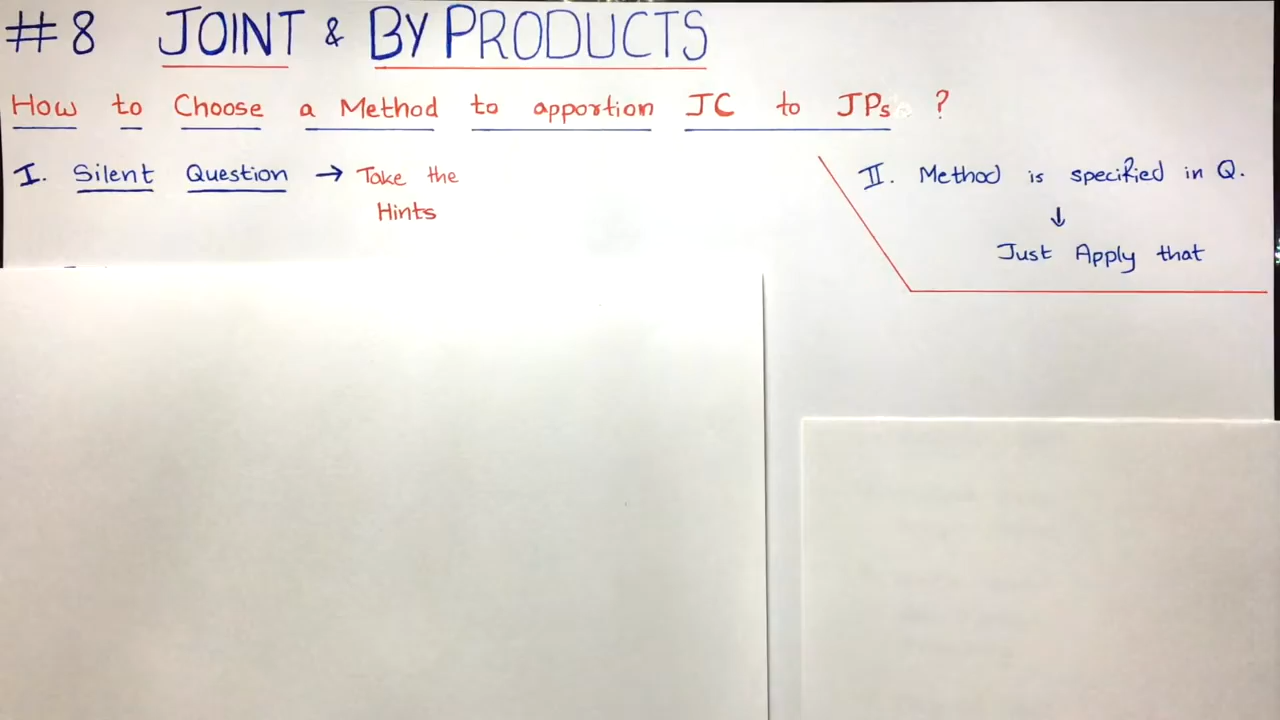 #8 JOINT & BY PRODUCTS
How to Choose a Method to apportion JC to JPs ?
I. Silent Question → Take the
Hints
II. Method is specified in Q.
↓
Just Apply that